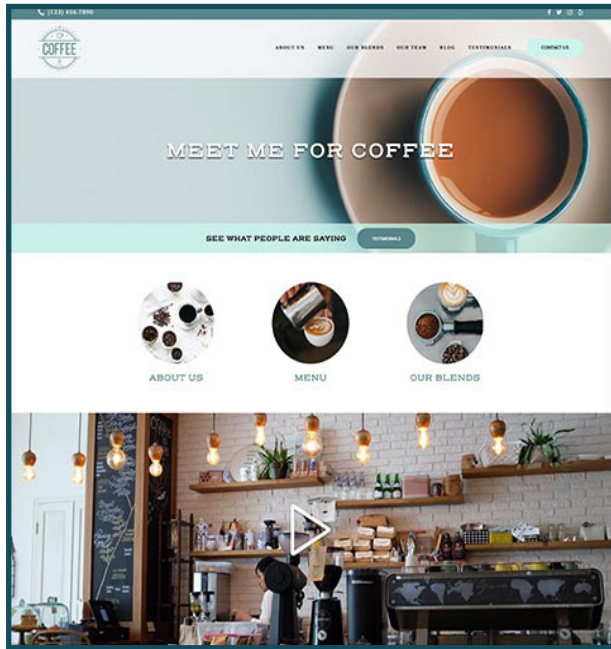 (123) 456-7890
COFFEE
ABOUT US MENU OUR BLENDS OUR TEAM BLOG TESTIMONIALS CONTACT US
MEET ME FOR COFFEE
SEE WHAT PEOPLE ARE SAYING TESTIMONIALS
ABOUT US MENU OUR BLENDS